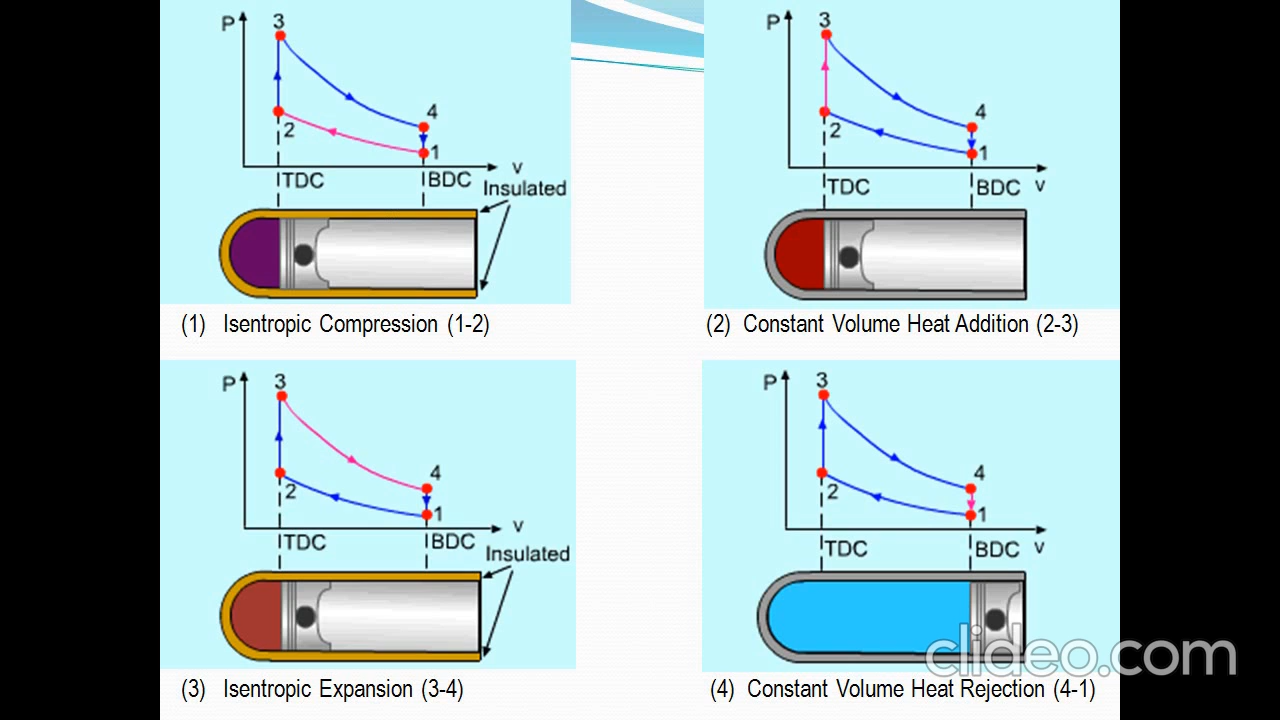 P 3
4
2
1
v
TDC BDC
Insulated
(1) Isentropic Compression (1-2)
P 3
4
2
1
TDC BDC v
(2) Constant Volume Heat Addition (2-3)
P 3
4
2
1
v
TDC BDC
Insulated
(3) Isentropic Expansion (3-4)
P 3
4
2
1
TDC BDC v
clideo.com
(4) Constant Volume Heat Rejection (4-1)